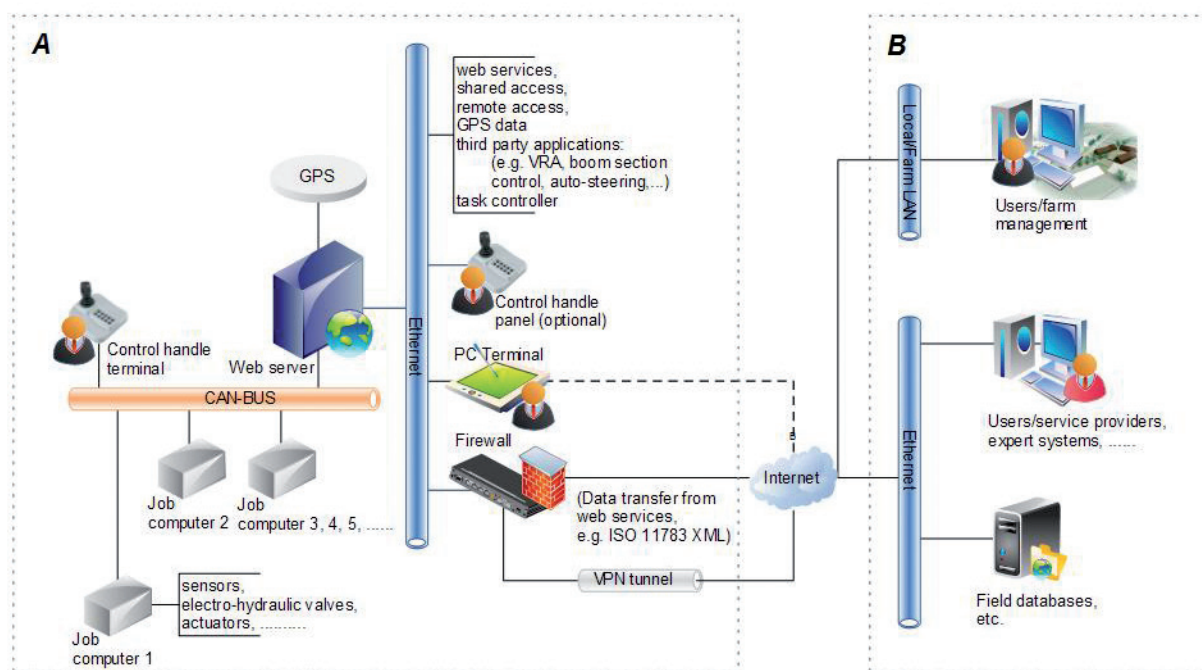 A
web services,
shared access,
remote access,
GPS data
third party applications:
(e.g. VRA, boom section
control, auto-steering,...)
task controller
GPS
Control handle
terminal
Web server
CAN-BUS
Ethernet
Control handle
panel (optional)
PC Terminal
Firewall
(Data transfer from
web services,
e.g. ISO 11783 XML)
VPN tunnel
Job
computer 2
Job
computer 3, 4, 5, ......
sensors,
electro-hydraulic valves,
actuators, ..........
Job
computer 1
Internet
B
Local/Farm LAN
Users/farm
management
Ethernet
Users/service providers,
expert systems, ......
Field databases,
etc.